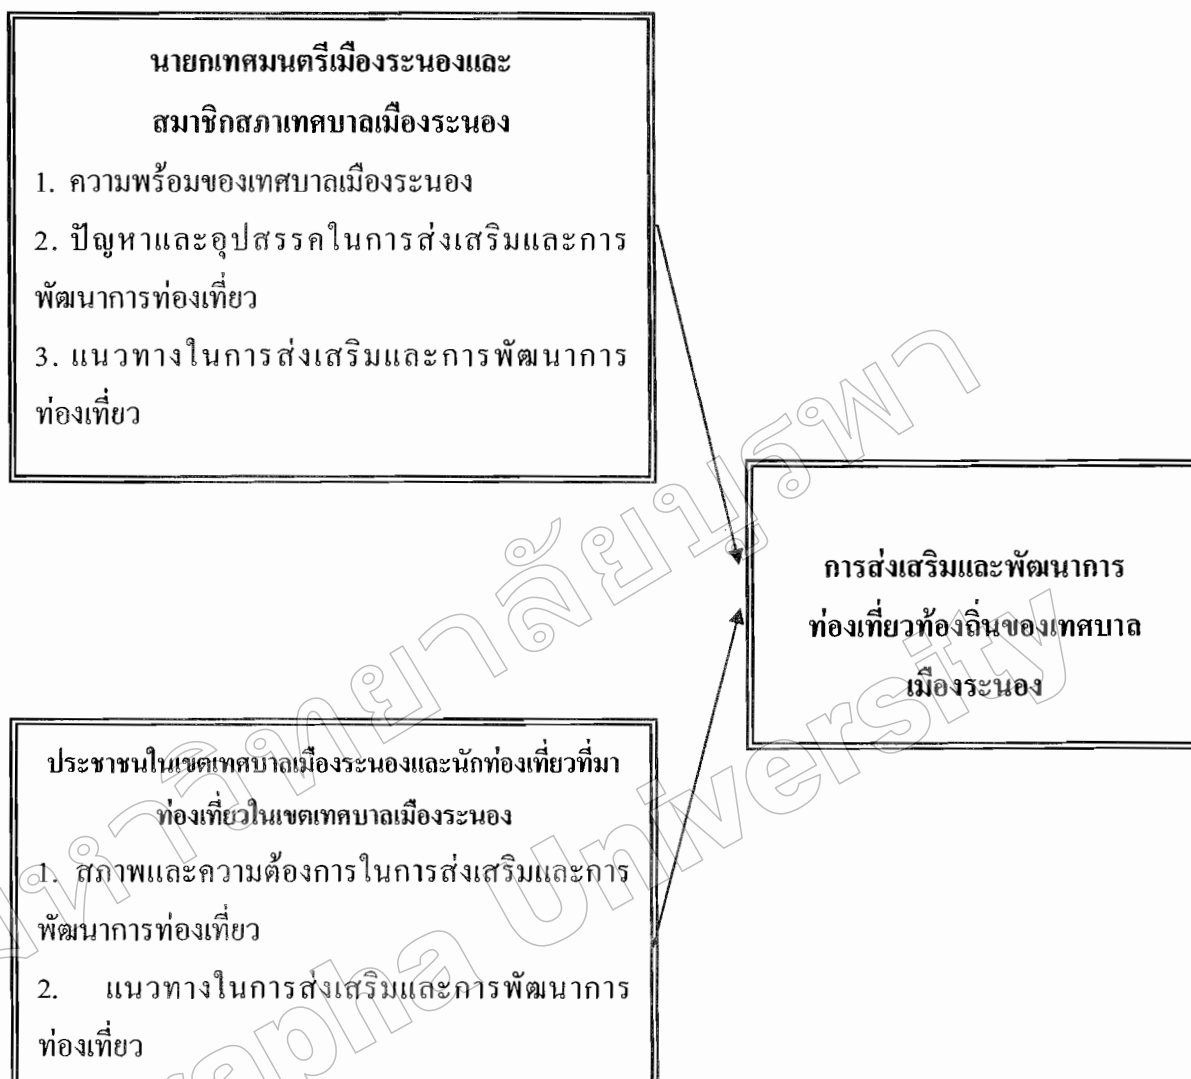 นายกเทศมนตรีเมืองระนองและ
สมาชิกสภาเทศบาลเมืองระนอง
1. ความพร้อมของเทศบาลเมืองระนอง
2. ปัญหาและอุปสรรคในการส่งเสริมและการ
พัฒนาการท่องเที่ยว
3. แนวทางในการส่งเสริมและการพัฒนาการ
ท่องเที่ยว
การส่งเสริมและพัฒนาการ
ท่องเที่ยวท้องถิ่นของเทศบาล
เมืองระนอง
ประชาชนในเขตเทศบาลเมืองระนองและนักท่องเที่ยวที่มา
ท่องเที่ยวในเขตเทศบาลเมืองระนอง
1. สภาพและความต้องการในการส่งเสริมและการ
พัฒนาการท่องเที่ยว
2. แนวทางในการส่งเสริมและการพัฒนาการ
ท่องเที่ยว
มหาวิทยาลัยบูรพา
rapha University